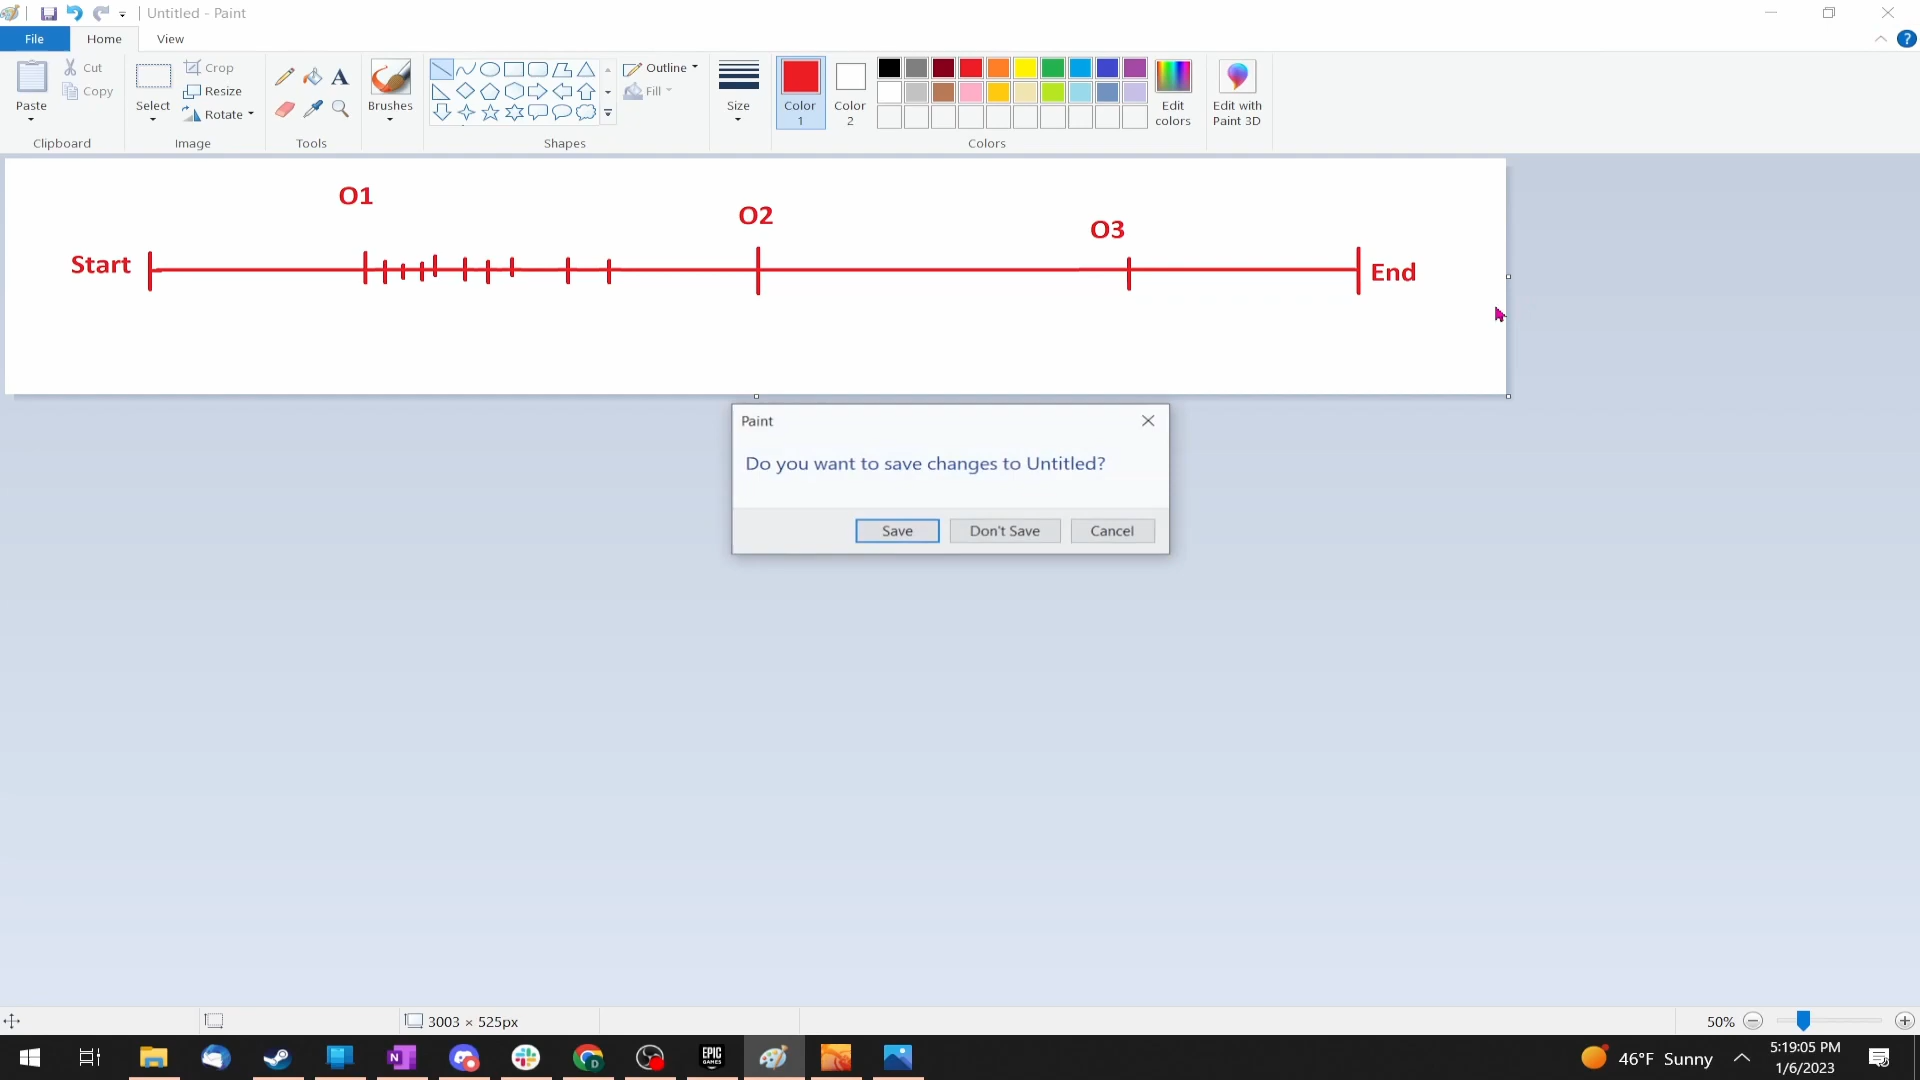 Untitled - Paint
File Home View
Paste
Cut
Copy
Clipboard
Select
Crop
Resize
Rotate
Image
A
Tools
Brushes
Outline
Fill
Shapes
Size
Color 1
Color 2
Edit colors
Colors
Edit with Paint 3D
?
O1
O2
O3
Start
End
Paint
Do you want to save changes to Untitled?
Save Don't Save Cancel
3003 × 525px
50%
N
D
EPIC GAMES
46°F Sunny
5:19:05 PM
1/6/2023